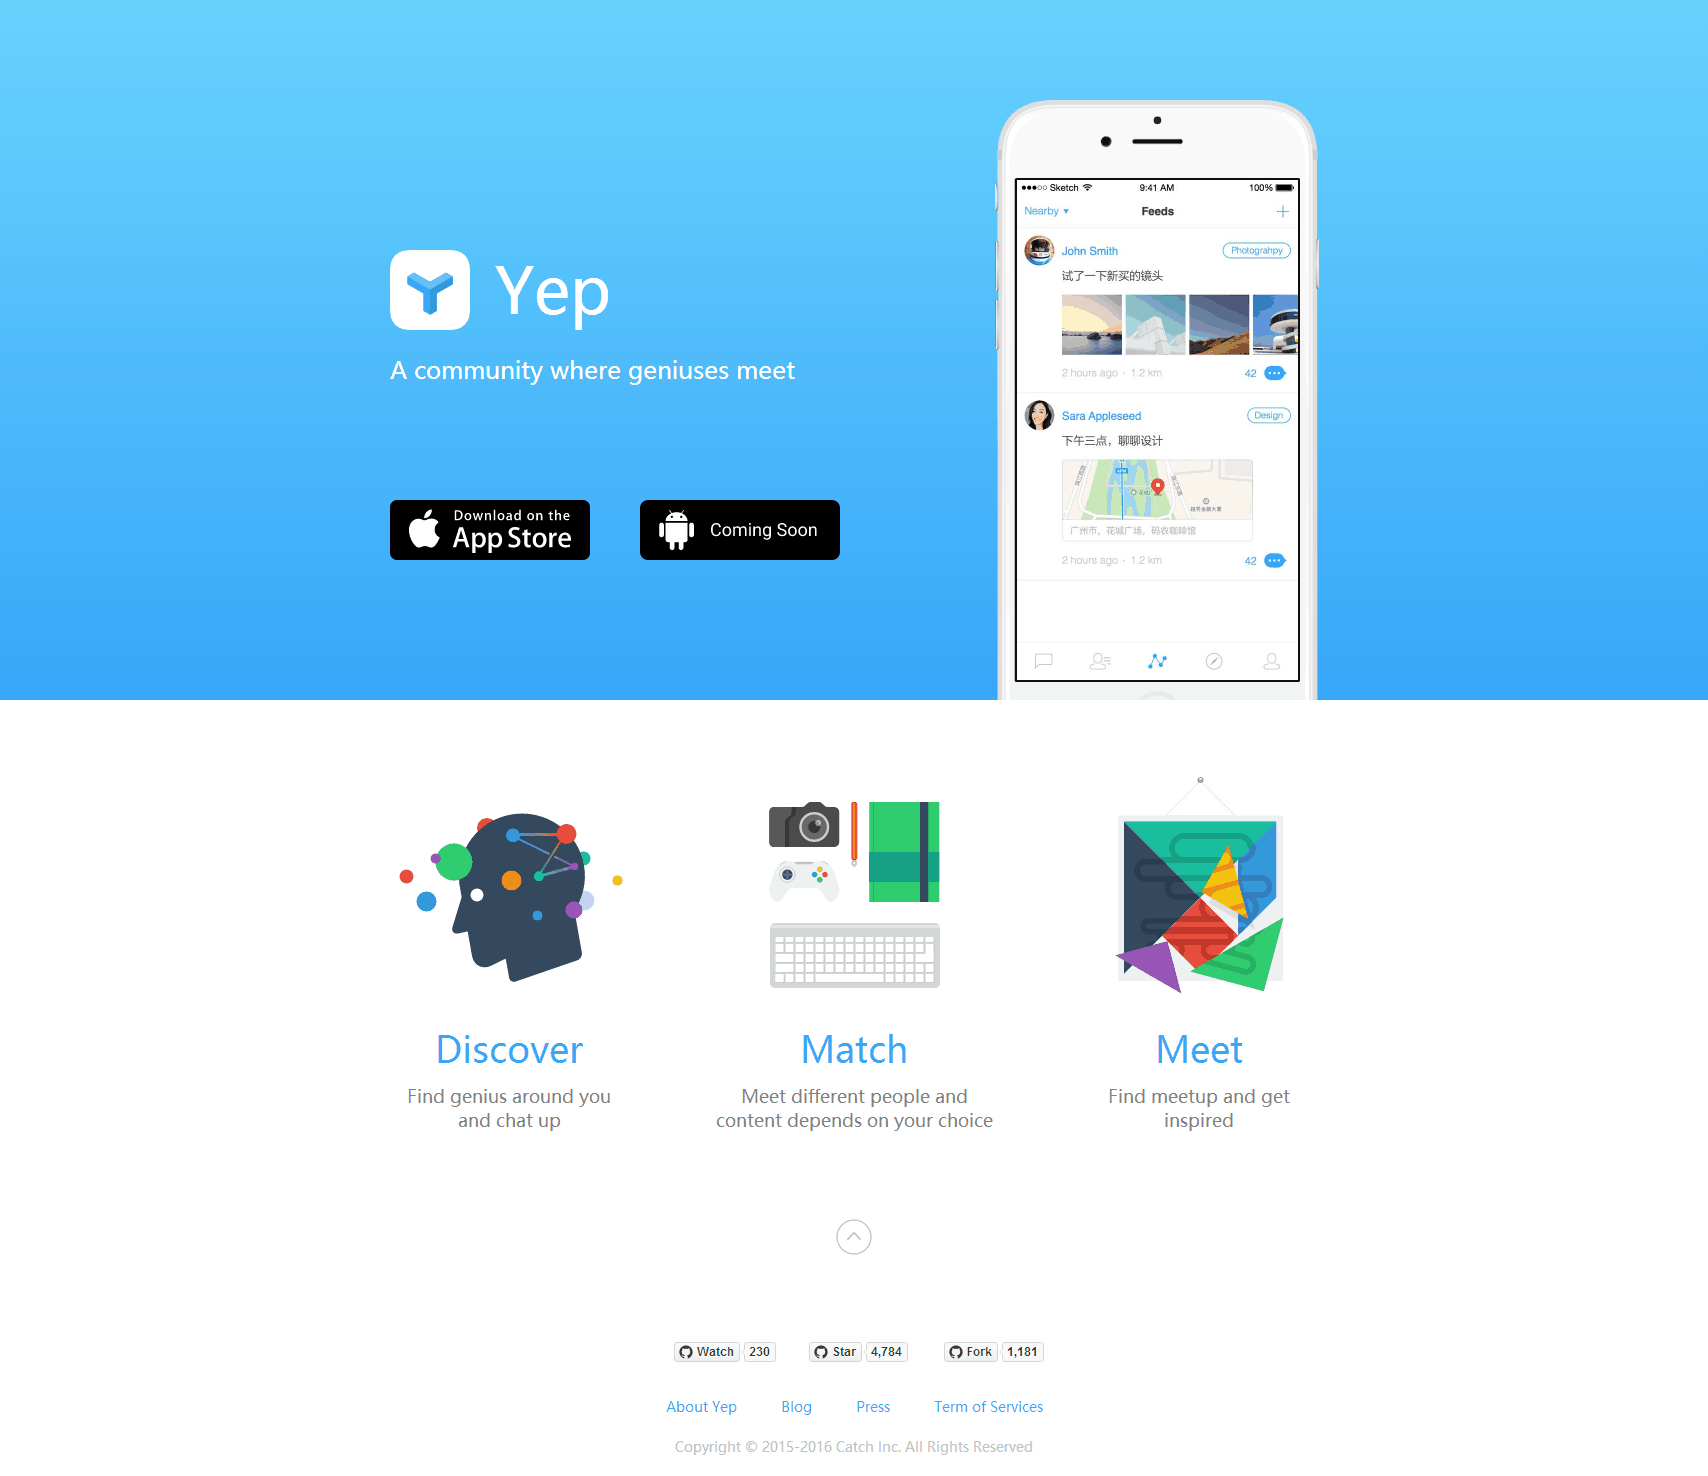 Yep
A community where geniuses meet
Download on the
App Store
Coming Soon
Sketch 9:41 AM 100%
Nearby Feeds
John Smith Photograhpy
试了一下新买的镜头
2 hours ago · 1.2 km 42
Sara Appleseed Design
下午三点，聊聊设计
广州市，花城广场，码农咖啡馆
2 hours ago · 1.2 km 42
Discover
Find genius around you
and chat up
Match
Meet different people and
content depends on your choice
Meet
Find meetup and get
inspired
Watch 230 Star 4,784 Fork 1,181
About Yep Blog Press Term of Services
Copyright © 2015-2016 Catch Inc. All Rights Reserved